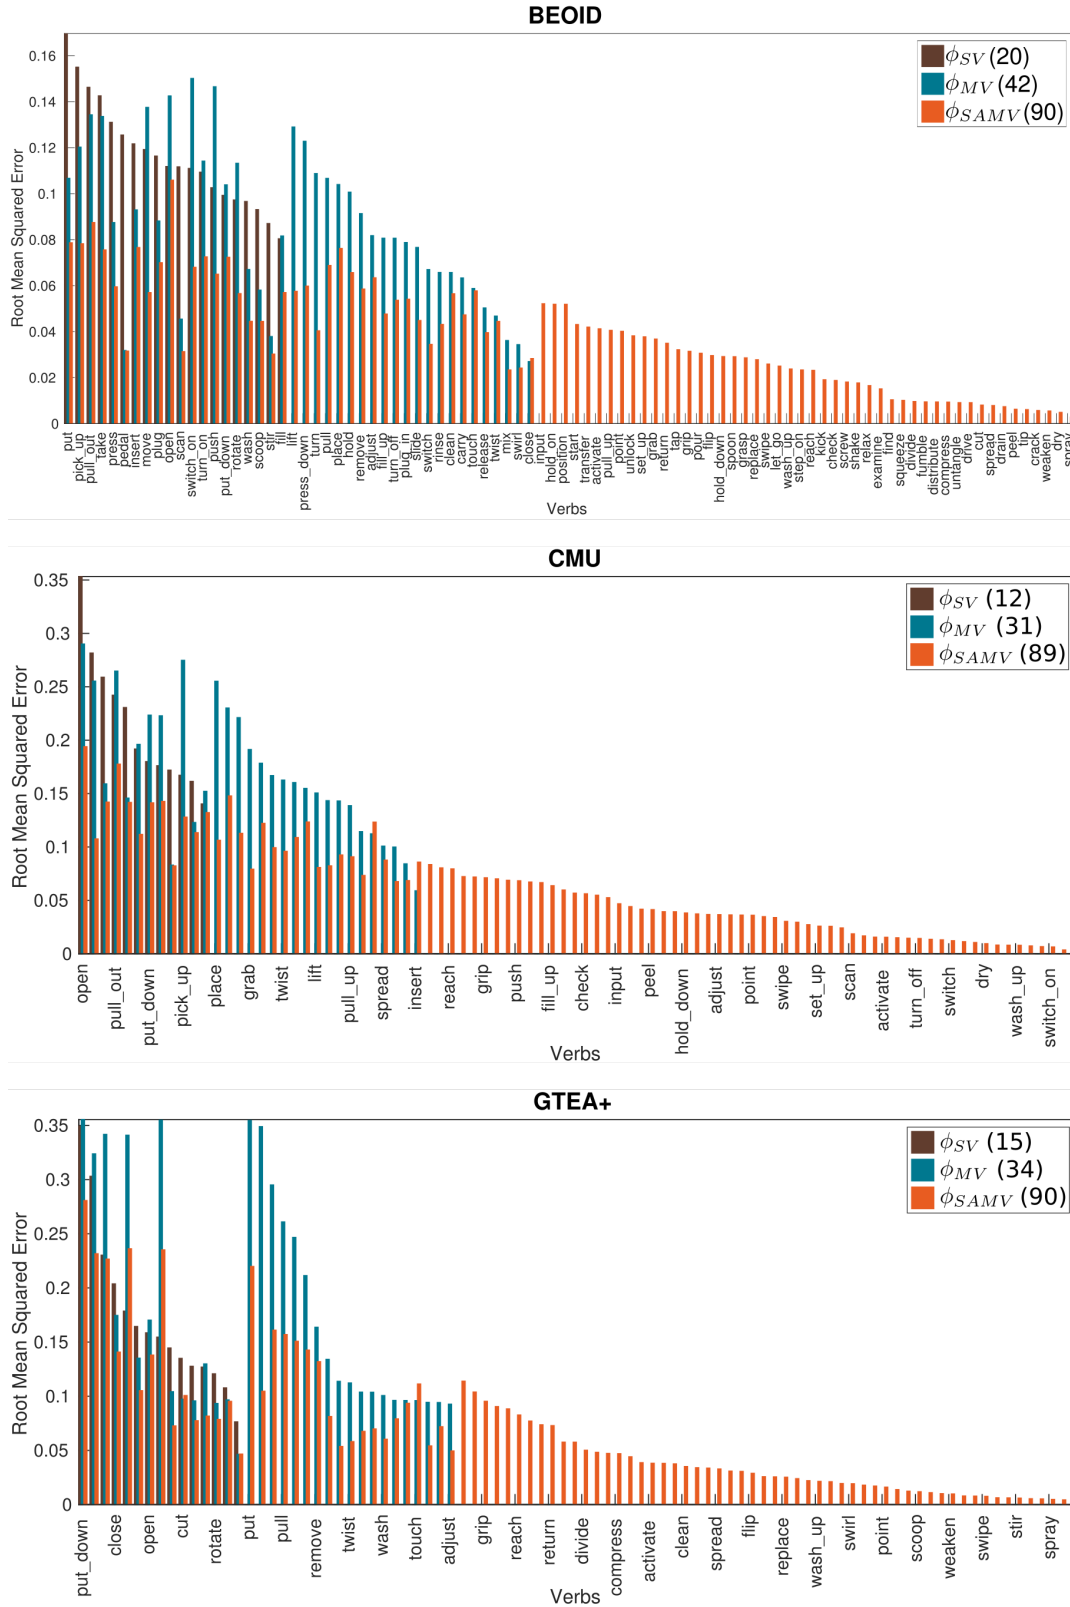 BEOID
0.16
0.14
0.12
0.1
0.08
0.06
0.04
0.02
0
Root Mean Squared Error
ϕSV (20)
ϕMV (42)
ϕSAMV (90)
put
pick_up
pull_out
take
press
pedal
insert
move
plug
open
scan
switch_on
turn_on
push
put_down
rotate
wash
scoop
stir
fill
lift
press_down
turn
pull
place
hold
remove
adjust
fill_up
turn_off
plug_in
slide
switch
rinse
clean
carry
touch
release
twist
mix
swirl
close
input
hold_on
position
start
transfer
activate
pull_up
point
unlock
set_up
grab
return
tap
grip
pour
flip
hold_down
spoon
grasp
replace
swipe
let_go
wash_up
step_on
reach
kick
check
screw
shake
relax
examine
find
squeeze
divide
fumble
distribute
compress
untangle
drive
cut
spread
drain
peel
tip
crack
weaken
dry
spray
Verbs
CMU
0.35
0.3
0.25
0.2
0.15
0.1
0.05
0
Root Mean Squared Error
ϕSV (12)
ϕMV (31)
ϕSAMV (89)
open
pull_out
put_down
pick_up
place
grab
twist
lift
pull_up
spread
insert
reach
grip
push
fill_up
check
input
peel
hold_down
adjust
point
swipe
set_up
scan
activate
turn_off
switch
dry
wash_up
switch_on
Verbs
GTEA+
0.35
0.3
0.25
0.2
0.15
0.1
0.05
0
Root Mean Squared Error
ϕSV (15)
ϕMV (34)
ϕSAMV (90)
put_down
close
open
cut
rotate
put
pull
remove
twist
wash
touch
adjust
grip
reach
return
divide
compress
activate
clean
spread
flip
replace
wash_up
swirl
point
scoop
weaken
swipe
stir
spray
Verbs